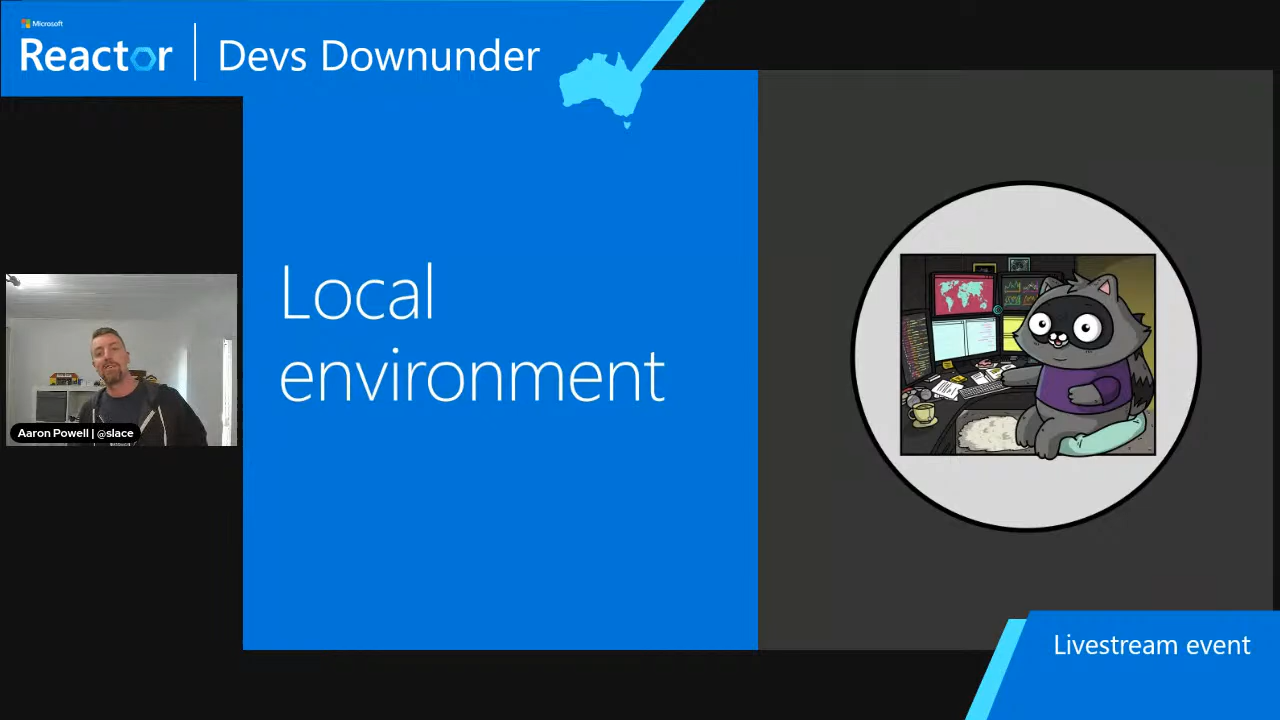 Microsoft
Reactor
Devs Downunder
Local
environment
Aaron Powell | @slace
Livestream event